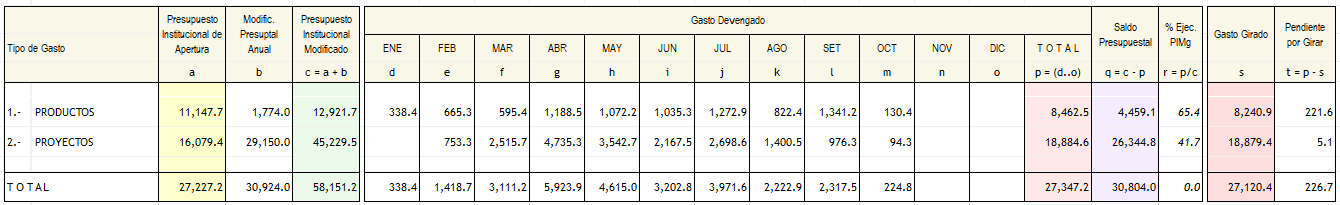 Tipo de Gasto | Presupuesto Institucional de Apertura | Modific. Presuptal Anual | Presupuesto Institucional Modificado | Gasto Devengado | Saldo Presupuestal | % Ejec. PIMg | Gasto Girado | Pendiente por Girar
ENE | FEB | MAR | ABR | MAY | JUN | JUL | AGO | SET | OCT | NOV | DIC | T O T A L
a | b | c = a + b | d | e | f | g | h | i | j | k | l | m | n | o | p = (d..o) | q = c - p | r = p/c | s | t = p - s
1.- PRODUCTOS | 11,147.7 | 1,774.0 | 12,921.7 | 338.4 | 665.3 | 595.4 | 1,188.5 | 1,072.2 | 1,035.3 | 1,272.9 | 822.4 | 1,341.2 | 130.4 | | | 8,462.5 | 4,459.1 | 65.4 | 8,240.9 | 221.6
2.- PROYECTOS | 16,079.4 | 29,150.0 | 45,229.5 | | 753.3 | 2,515.7 | 4,735.3 | 3,542.7 | 2,167.5 | 2,698.6 | 1,400.5 | 976.3 | 94.3 | | | 18,884.6 | 26,344.8 | 41.7 | 18,879.4 | 5.1
T O T A L | 27,227.2 | 30,924.0 | 58,151.2 | 338.4 | 1,418.7 | 3,111.2 | 5,923.9 | 4,615.0 | 3,202.8 | 3,971.6 | 2,222.9 | 2,317.5 | 224.8 | | | 27,347.2 | 30,804.0 | 0.0 | 27,120.4 | 226.7